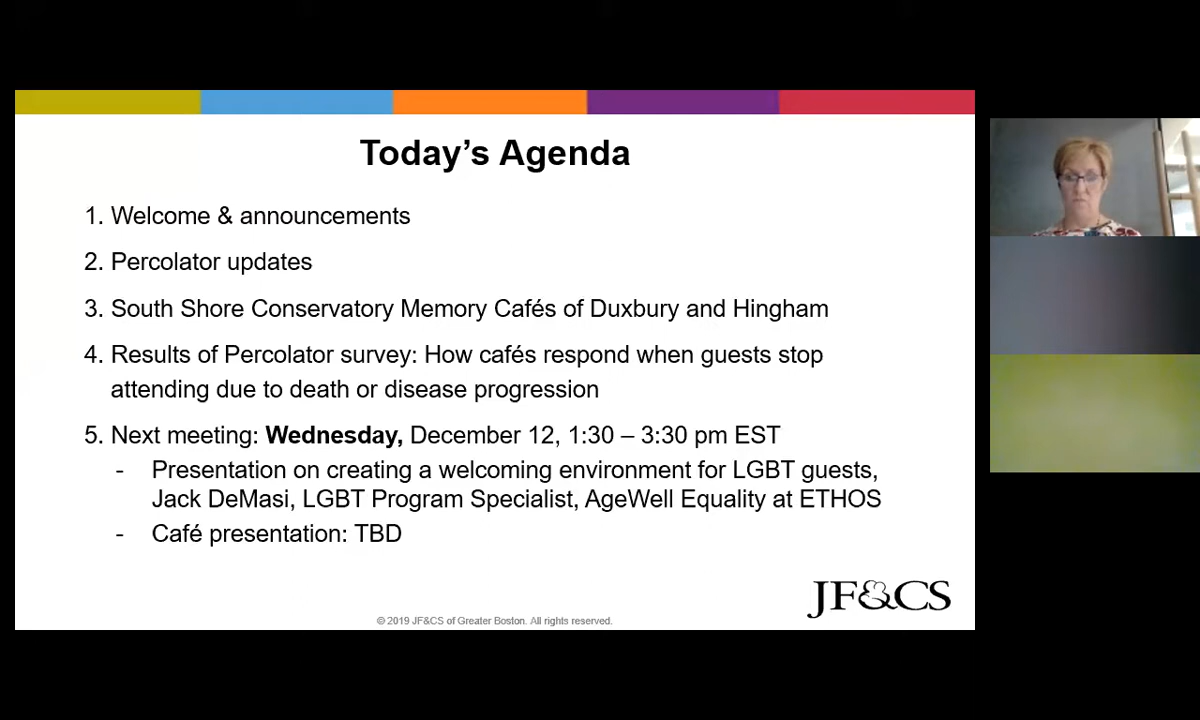 Today's Agenda
1. Welcome & announcements
2. Percolator updates
3. South Shore Conservatory Memory Cafés of Duxbury and Hingham
4. Results of Percolator survey: How cafés respond when guests stop
attending due to death or disease progression
5. Next meeting: Wednesday, December 12, 1:30 – 3:30 pm EST
- Presentation on creating a welcoming environment for LGBT guests,
Jack DeMasi, LGBT Program Specialist, AgeWell Equality at ETHOS
- Café presentation: TBD
JF&CS
© 2019 JF&CS of Greater Boston. All rights reserved.